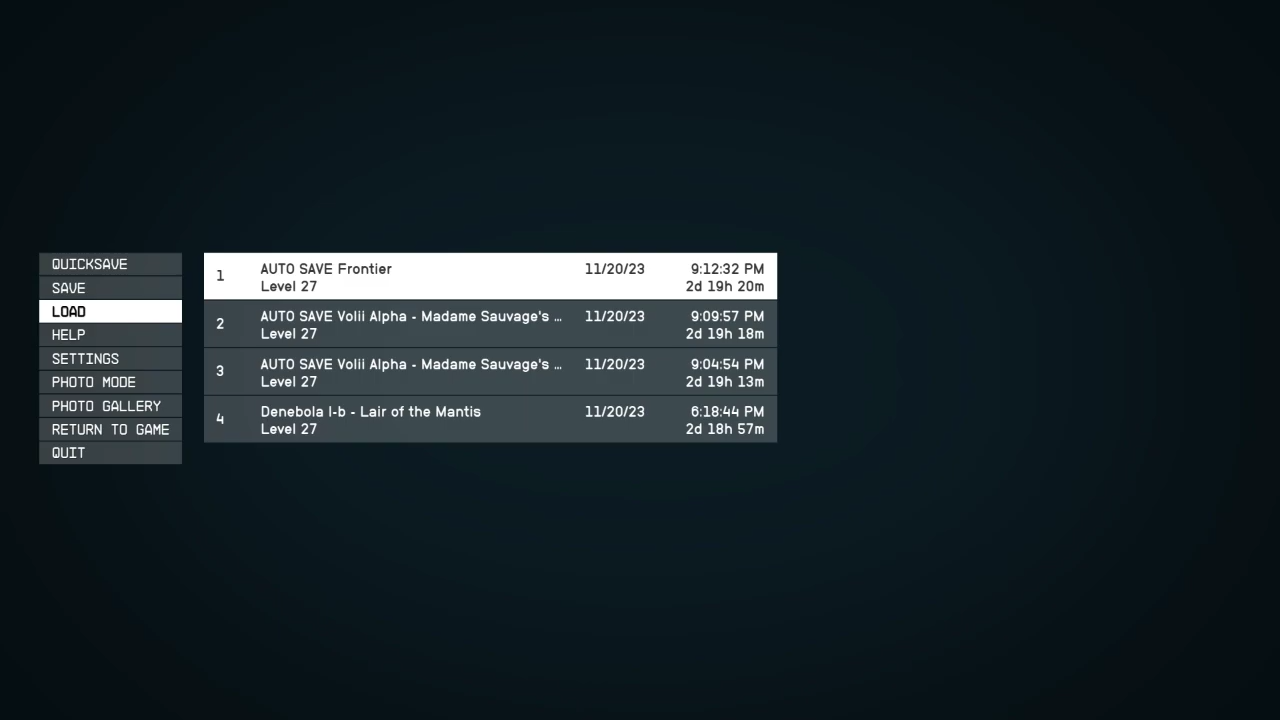 QUICKSAVE
SAVE
LOAD
HELP
SETTINGS
PHOTO MODE
PHOTO GALLERY
RETURN TO GAME
QUIT
1 AUTO SAVE Frontier 11/20/23 9:12:32 PM
Level 27 2d 19h 20m
2 AUTO SAVE Volii Alpha - Madame Sauvage's ... 11/20/23 9:09:57 PM
Level 27 2d 19h 18m
3 AUTO SAVE Volii Alpha - Madame Sauvage's ... 11/20/23 9:04:54 PM
Level 27 2d 19h 13m
4 Denebola I-b - Lair of the Mantis 11/20/23 6:18:44 PM
Level 27 2d 18h 57m